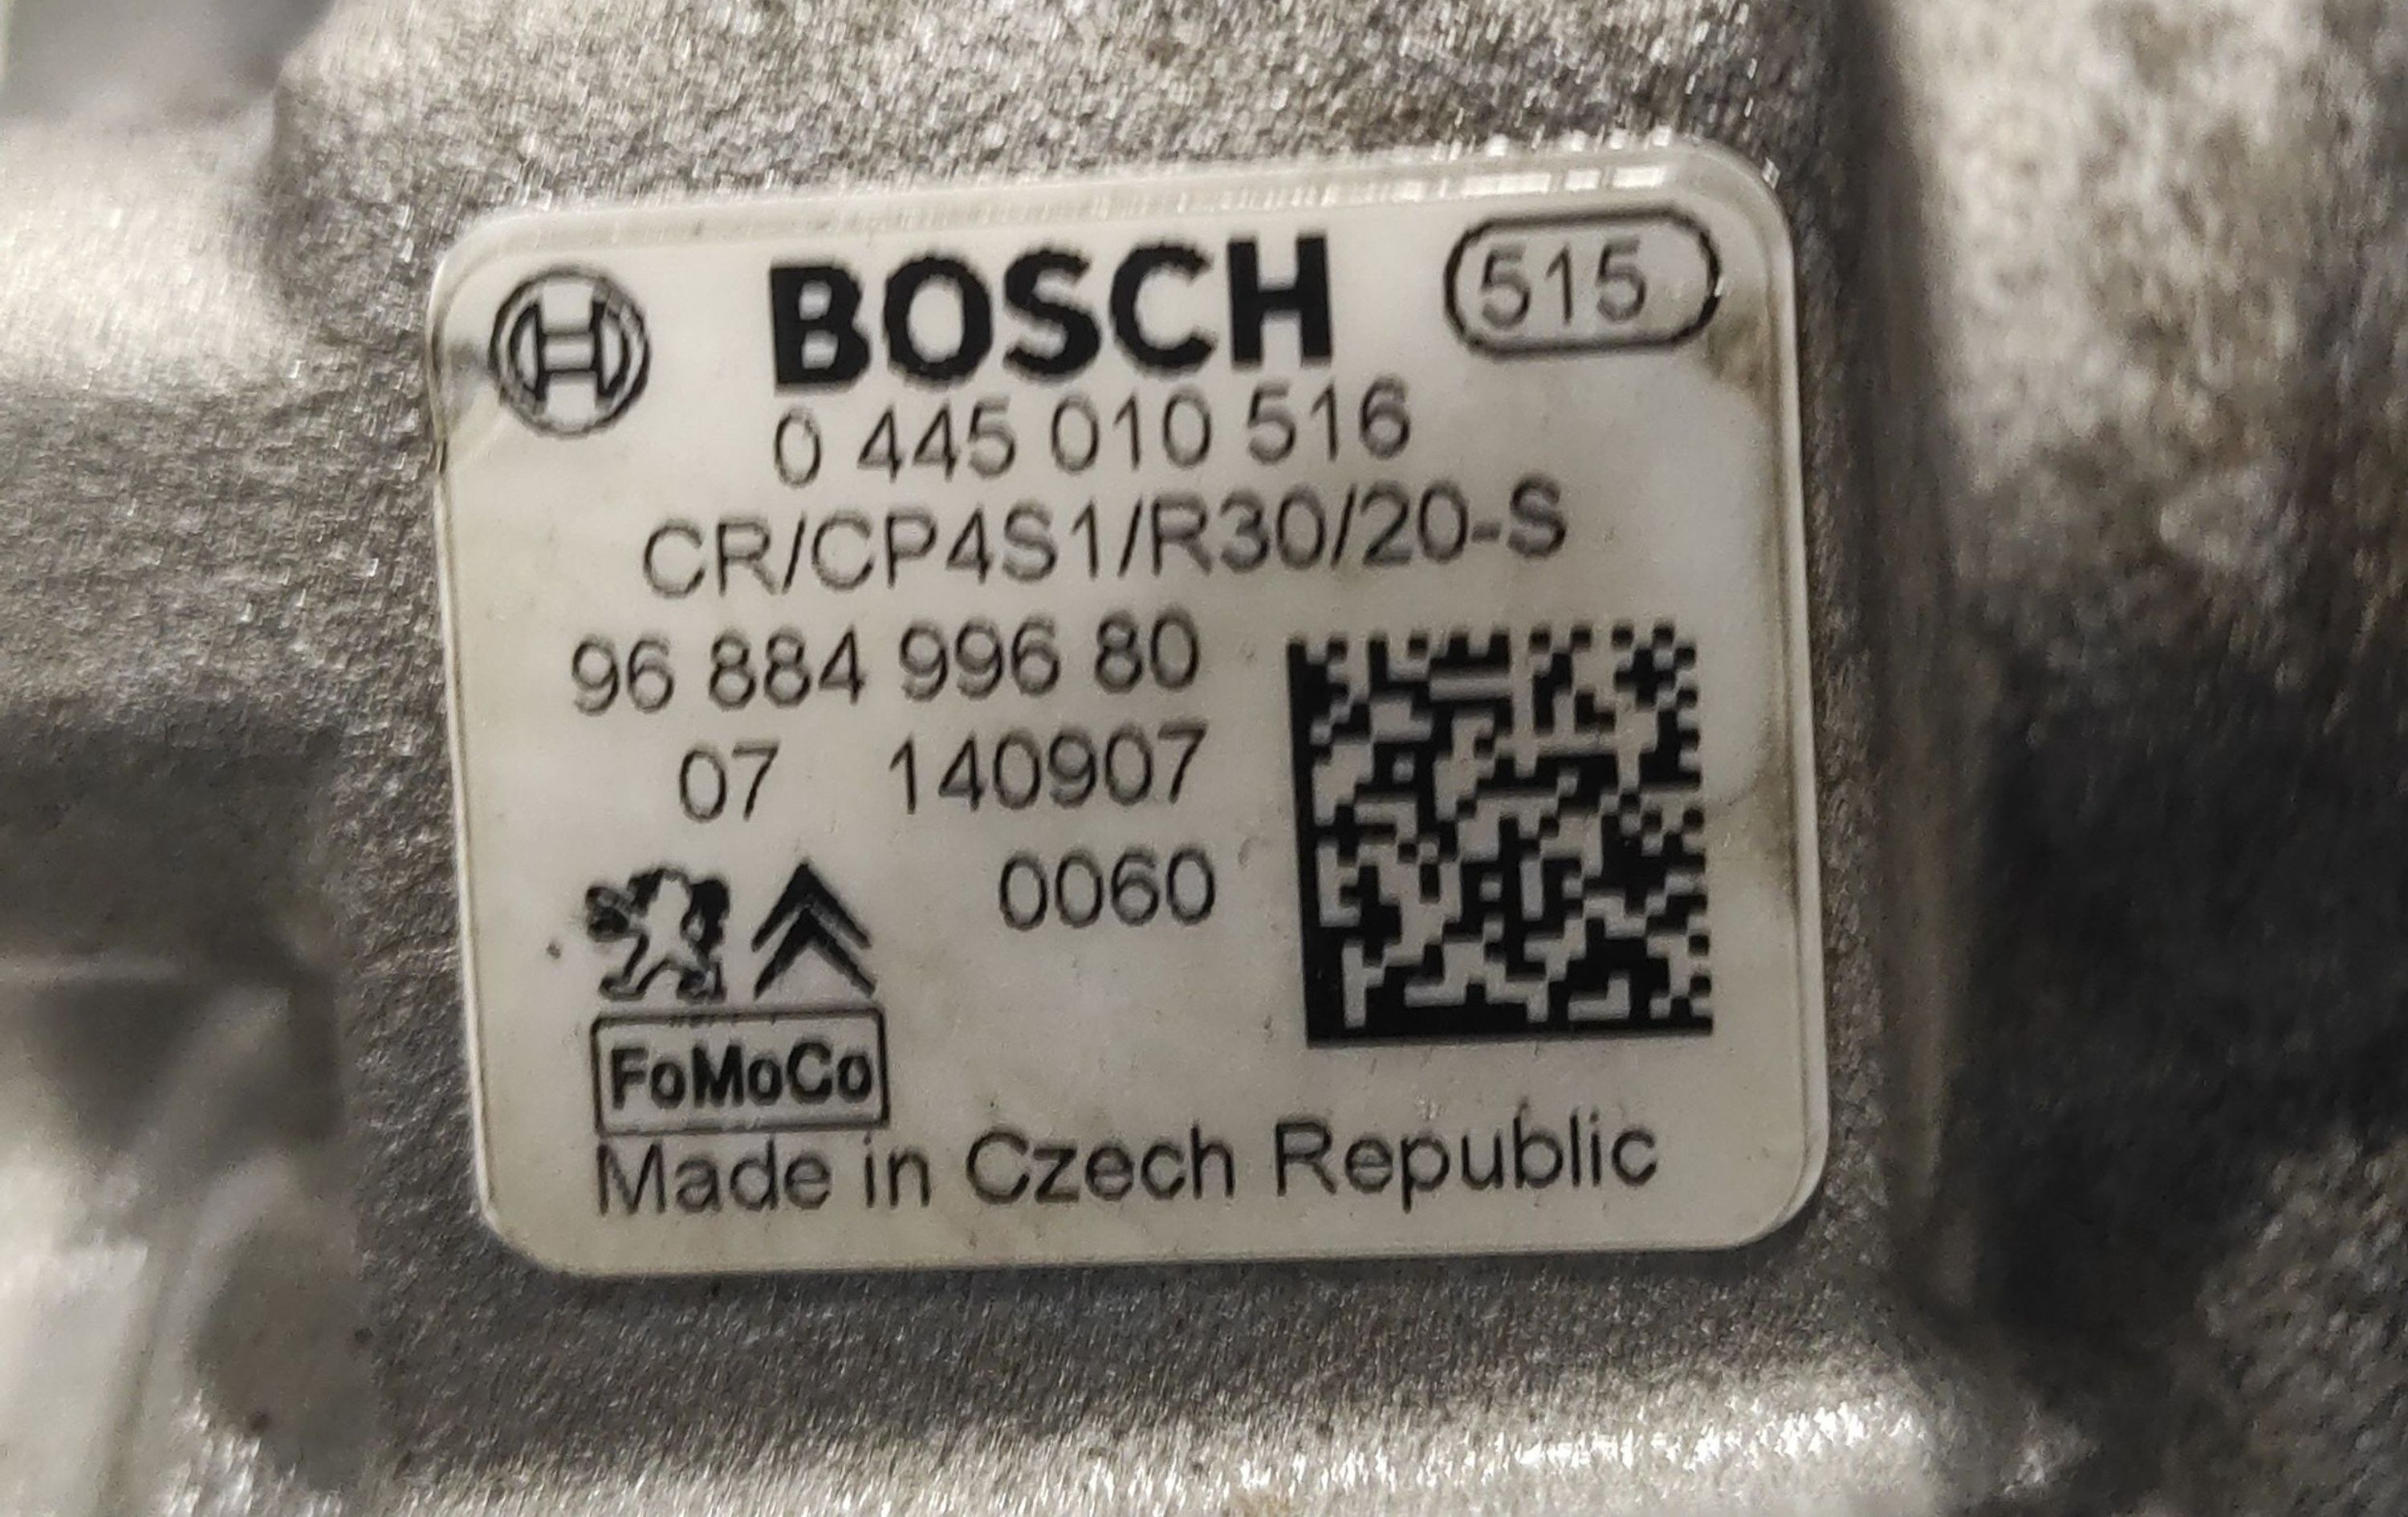 BOSCH 515
0 445 010 516
CR/CP4S1/R30/20-S
96 884 996 80
07 140907
0060
FoMoCo
Made in Czech Republic